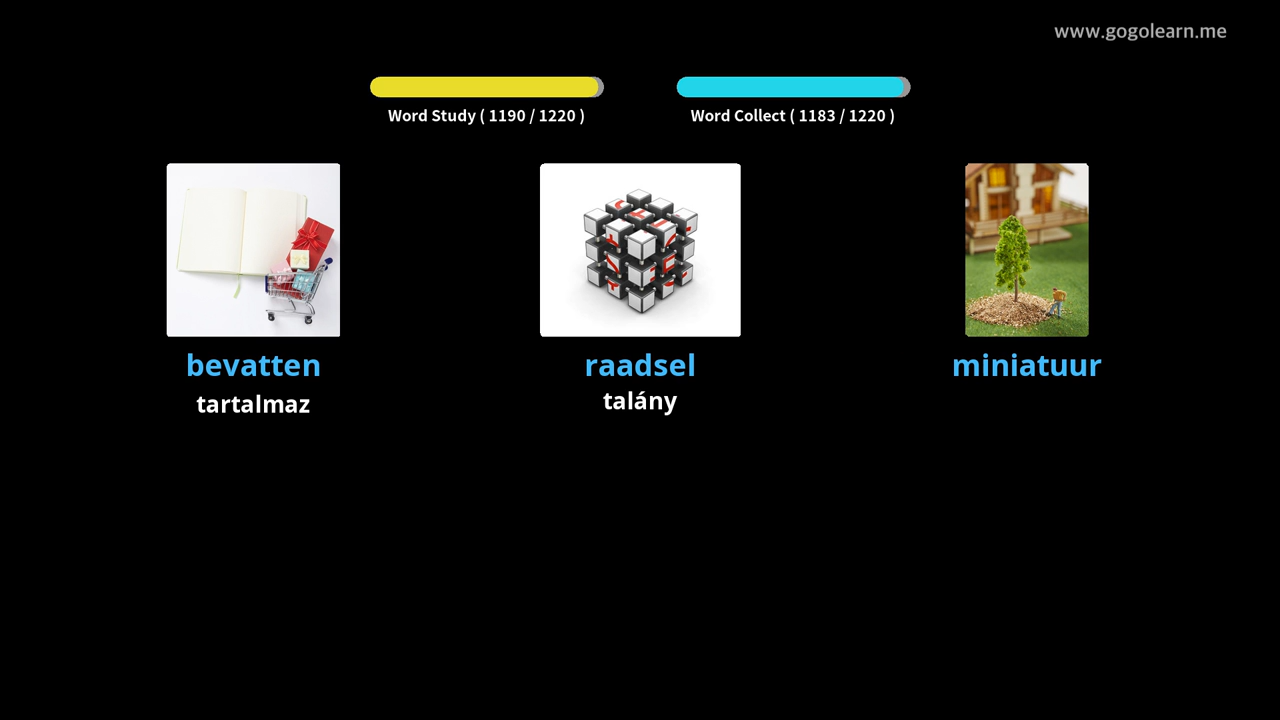 www.gogolearn.me
Word Study ( 1190 / 1220 )
Word Collect ( 1183 / 1220 )
bevatten
tartalmaz
raadsel
talány
miniatuur